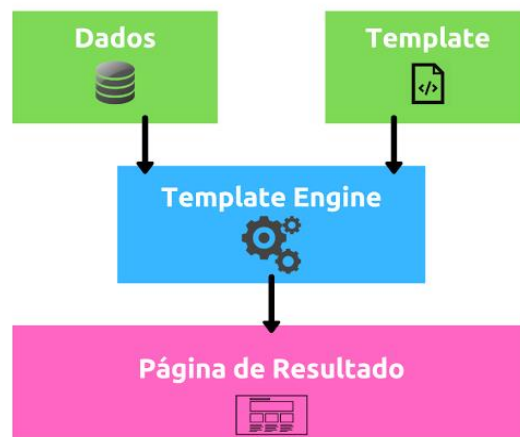 Dados
Template
</>
Template Engine
Página de Resultado